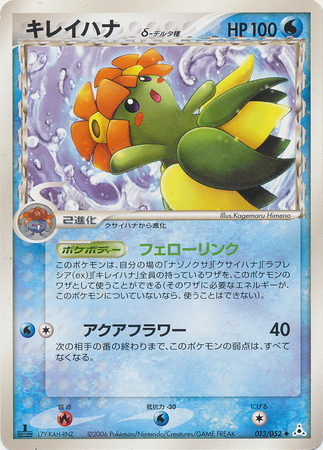 キレイハナ δ-デルタ種 HP100
Illus. Kagemaru Himeno
2進化 クサイハナから進化
ポケボディー フェローリンク
このポケモンは、自分の場の「ナゾノクサ」「クサイハナ」「ラフレ
シア(ex)」「キレイハナ」全員の持っているワザを、このポケモンの
ワザとして使うことができる(そのワザに必要なエネルギーが、
このポケモンについていないなら、使うことはできない)。
アクアフラワー 40
次の相手の番の終わりまで、このポケモンの弱点は、すべて
なくなる。
弱点 抵抗力 -30 にげる
1 L7Y-KAH-RNZ ©2006 Pokémon/Nintendo/Creatures/GAME FREAK 013/052 ◆